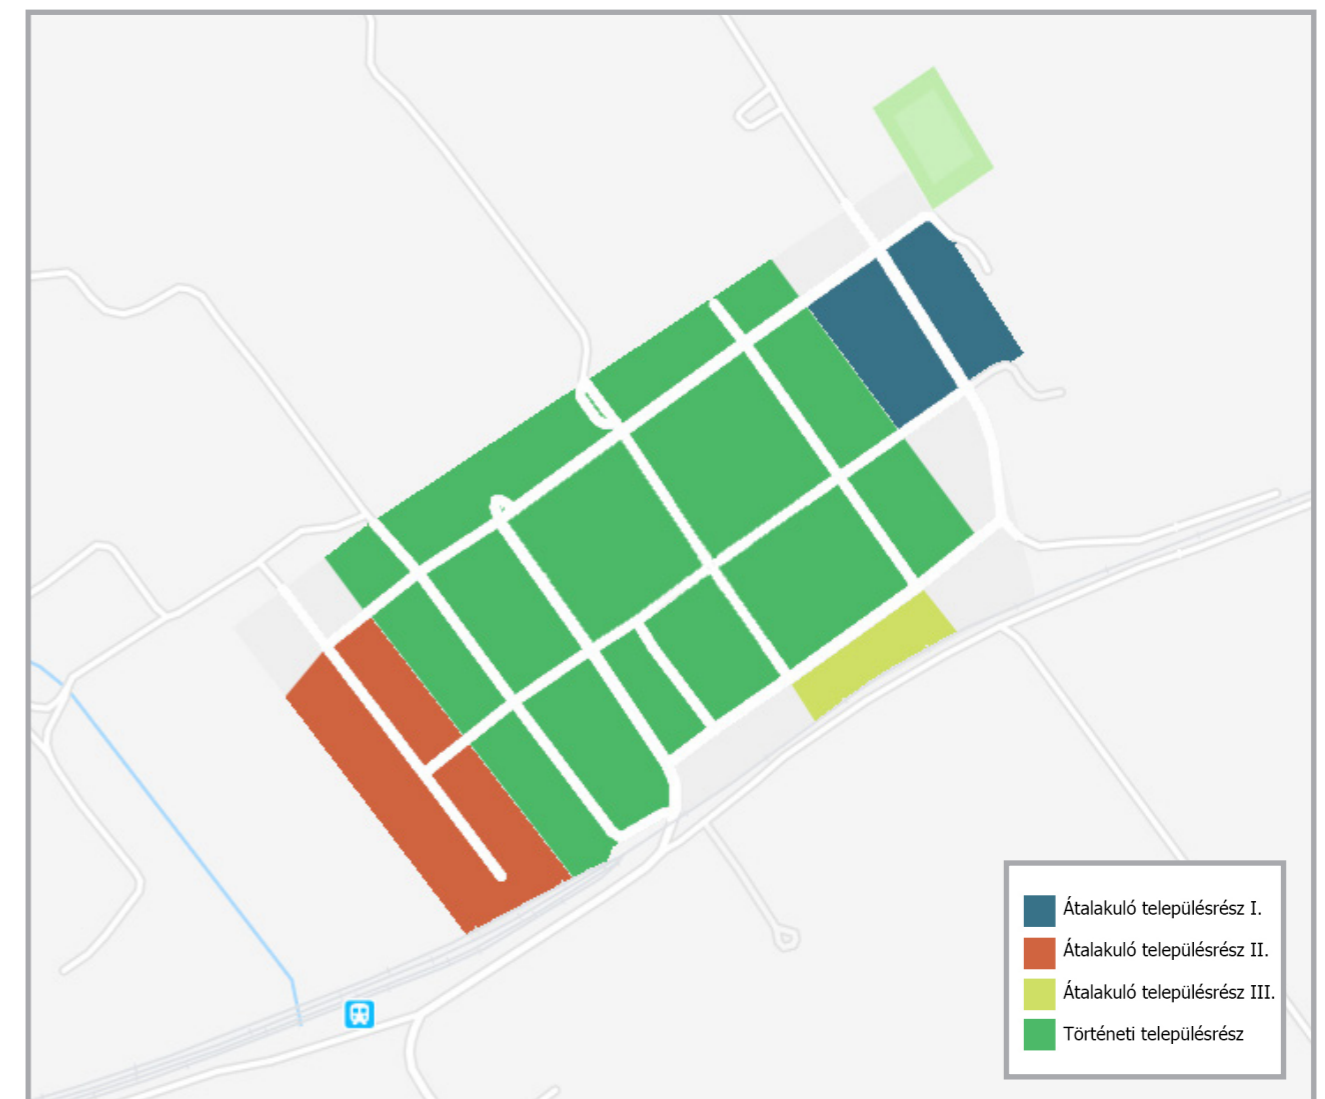 Átalakuló településrész I.
Átalakuló településrész II.
Átalakuló településrész III.
Történeti településrész